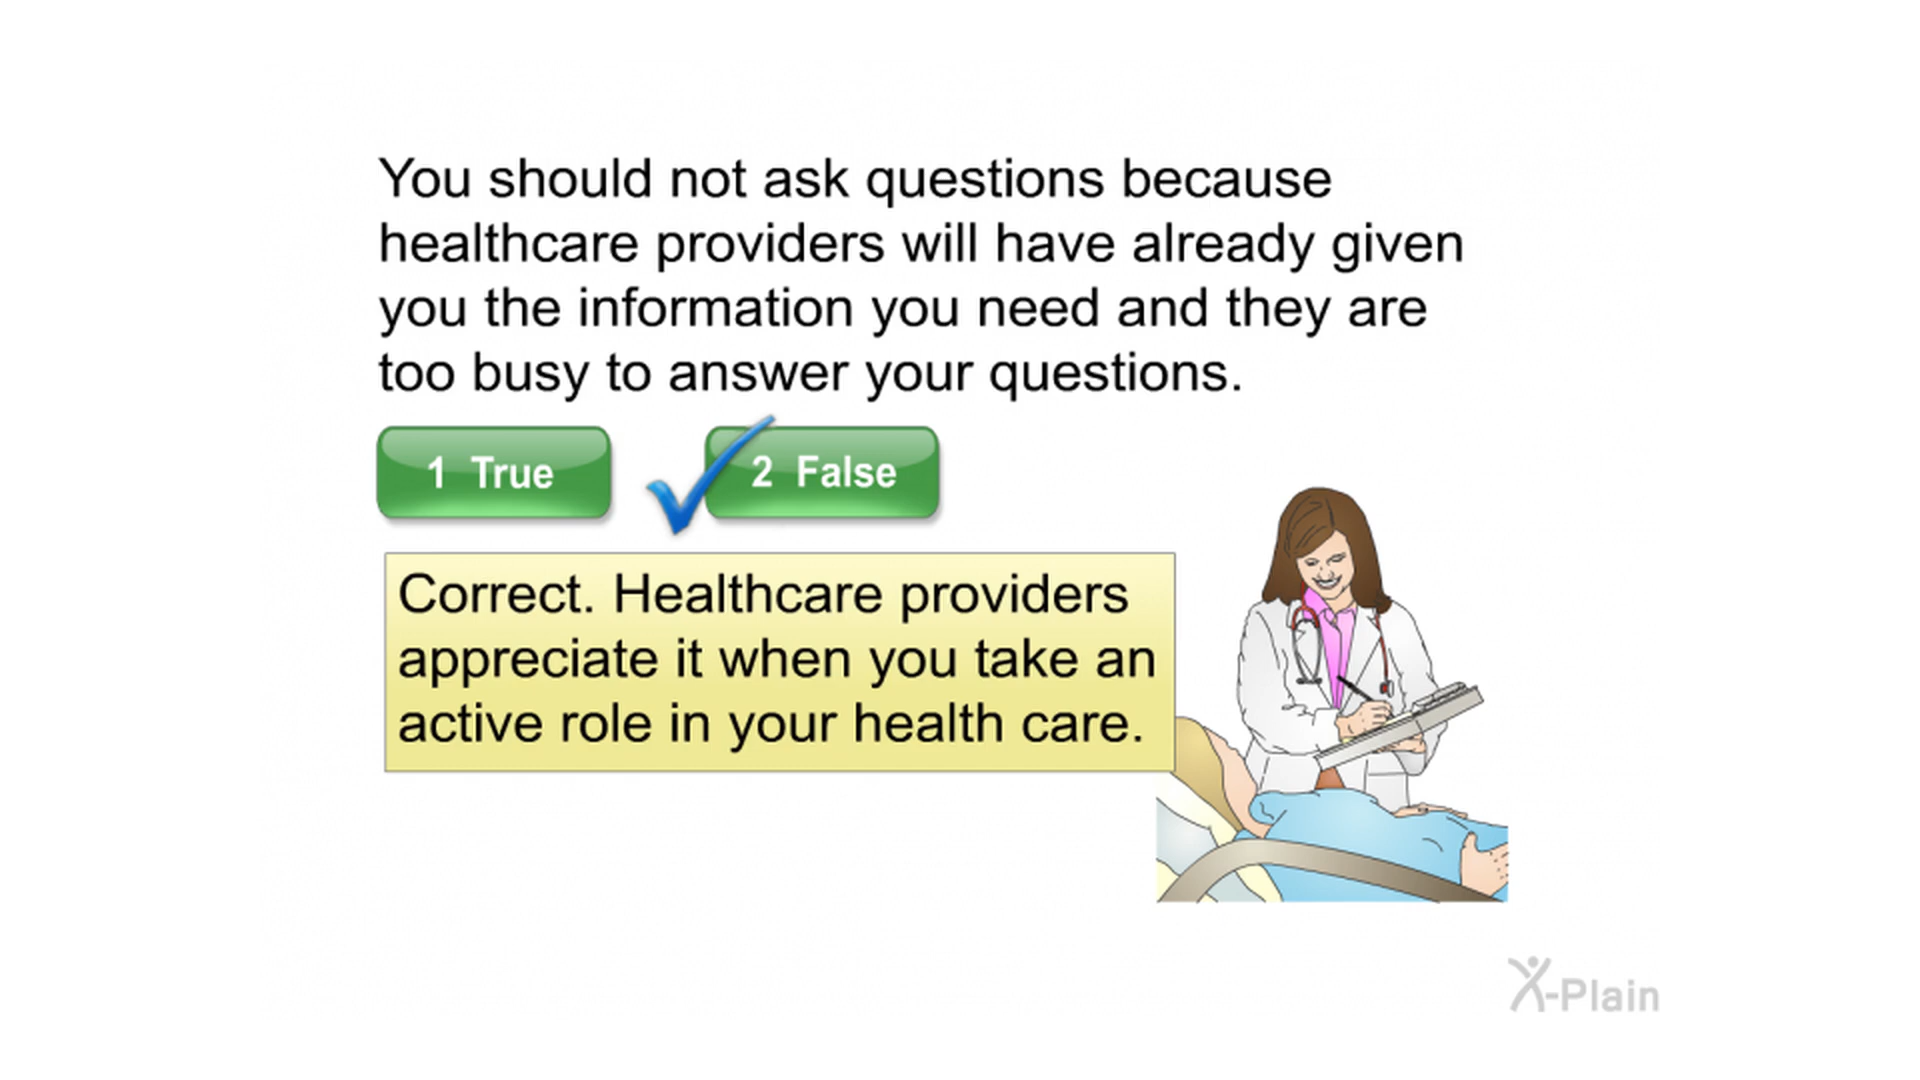 You should not ask questions because
healthcare providers will have already given
you the information you need and they are
too busy to answer your questions.
1 True
2 False
Correct. Healthcare providers
appreciate it when you take an
active role in your health care.
X-Plain